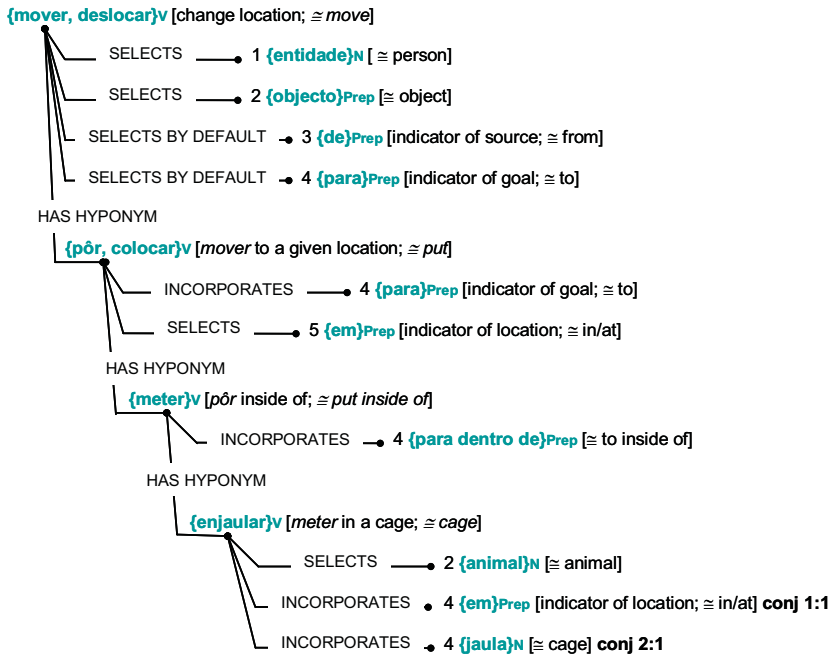 {mover, deslocar}V [change location; ≅ move]
SELECTS 1 {entidade}N [ ≅ person]
SELECTS 2 {objecto}Prep [≅ object]
SELECTS BY DEFAULT 3 {de}Prep [indicator of source; ≅ from]
SELECTS BY DEFAULT 4 {para}Prep [indicator of goal; ≅ to]
HAS HYPONYM
{pôr, colocar}V [mover to a given location; ≅ put]
INCORPORATES 4 {para}Prep [indicator of goal; ≅ to]
SELECTS 5 {em}Prep [indicator of location; ≅ in/at]
HAS HYPONYM
{meter}V [pôr inside of; ≅ put inside of]
INCORPORATES 4 {para dentro de}Prep [≅ to inside of]
HAS HYPONYM
{enjaular}V [meter in a cage; ≅ cage]
SELECTS 2 {animal}N [≅ animal]
INCORPORATES 4 {em}Prep [indicator of location; ≅ in/at] conj 1:1
INCORPORATES 4 {jaula}N [≅ cage] conj 2:1